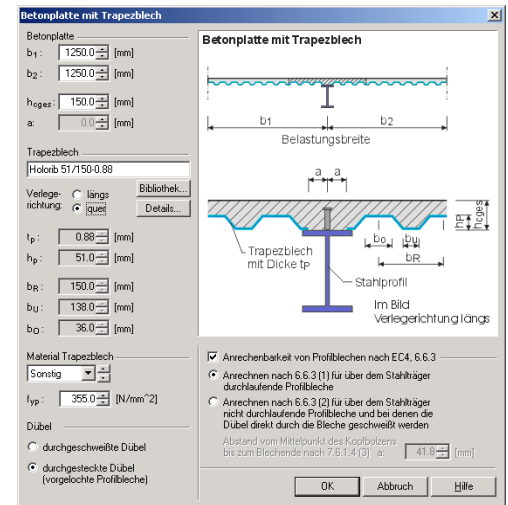 Betonplatte mit Trapezblech
Betonplatte
b1: 1250.0 [mm]
b2: 1250.0 [mm]
hcges: 150.0 [mm]
a: 0.0 [mm]
Trapezblech
Holorib 51/150-0.88
Verlege-
richtung:
längs
quer
Bibliothek...
Details...
tp: 0.88 [mm]
hp: 51.0 [mm]
bR: 150.0 [mm]
bU: 138.0 [mm]
bO: 36.0 [mm]
Material Trapezblech
Sonstig
fyp: 355.0 [N/mm^2]
Dübel
durchgeschweißte Dübel
durchgesteckte Dübel
(vorgelochte Profilbleche)
Betonplatte mit Trapezblech
b1
b2
Belastungsbreite
a
a
hP
hcges
bo
bu
bR
Trapezblech
mit Dicke tP
Stahlprofil
Im Bild
Verlegerichtung längs
Anrechenbarkeit von Profilblechen nach EC4, 6.6.3
Anrechnen nach 6.6.3 (1) für über dem Stahlträger
durchlaufende Profilbleche
Anrechnen nach 6.6.3 (2) für über dem Stahlträger
nicht durchlaufende Profilbleche und bei denen die
Dübel direkt durch die Bleche geschweißt werden
Abstand vom Mittelpunkt des Kopfbolzens
bis zum Blechende nach 7.6.1.4 (3) a: 41.8 [mm]
OK
Abbruch
Hilfe